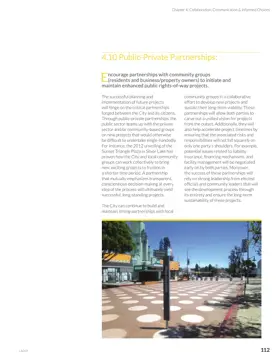 Chapter 4: Collaboration: Communication & Informed Process
4.10 Public-Private Partnerships:
Encourage partnerships with community groups
(residents and business/property owners) to initiate and
maintain enhanced public rights-of-way projects.
The successful planning and
implementation of future projects
will hinge on the critical partnerships
forged between the City and its citizens.
Through public-private partnerships, the
public sector teams up with the private
sector and/or community-based groups
on new projects that would otherwise
be difficult to undertake single-handedly.
For instance, the 2012 unveiling of the
Sunset Triangle Plaza in Silver Lake has
proven how the City and local community
groups can work collectively to bring
new, exciting projects to fruition in
a shorter time period. A partnership
that mutually emphasizes transparent,
conscientious decision-making at every
step of the process will ultimately yield
successful, long-standing projects.
The City can continue to build and
maintain strong partnerships with local
community groups in a collaborative
effort to develop new projects and
sustain their long-term viability. These
partnerships will allow both parties to
carve out a unified vision for projects
from the outset. Additionally, they will
also help accelerate project timelines by
ensuring that the associated risks and
responsibilities will not fall squarely on
only one party's shoulders. For example,
potential issues related to liability
insurance, financing mechanisms, and
facility management will be negotiated
early on by both parties. Moreover,
the success of these partnerships will
rely on strong leadership from elected
officials and community leaders that will
see the development process through
its entirety and ensure the long-term
sustainability of these projects.
112